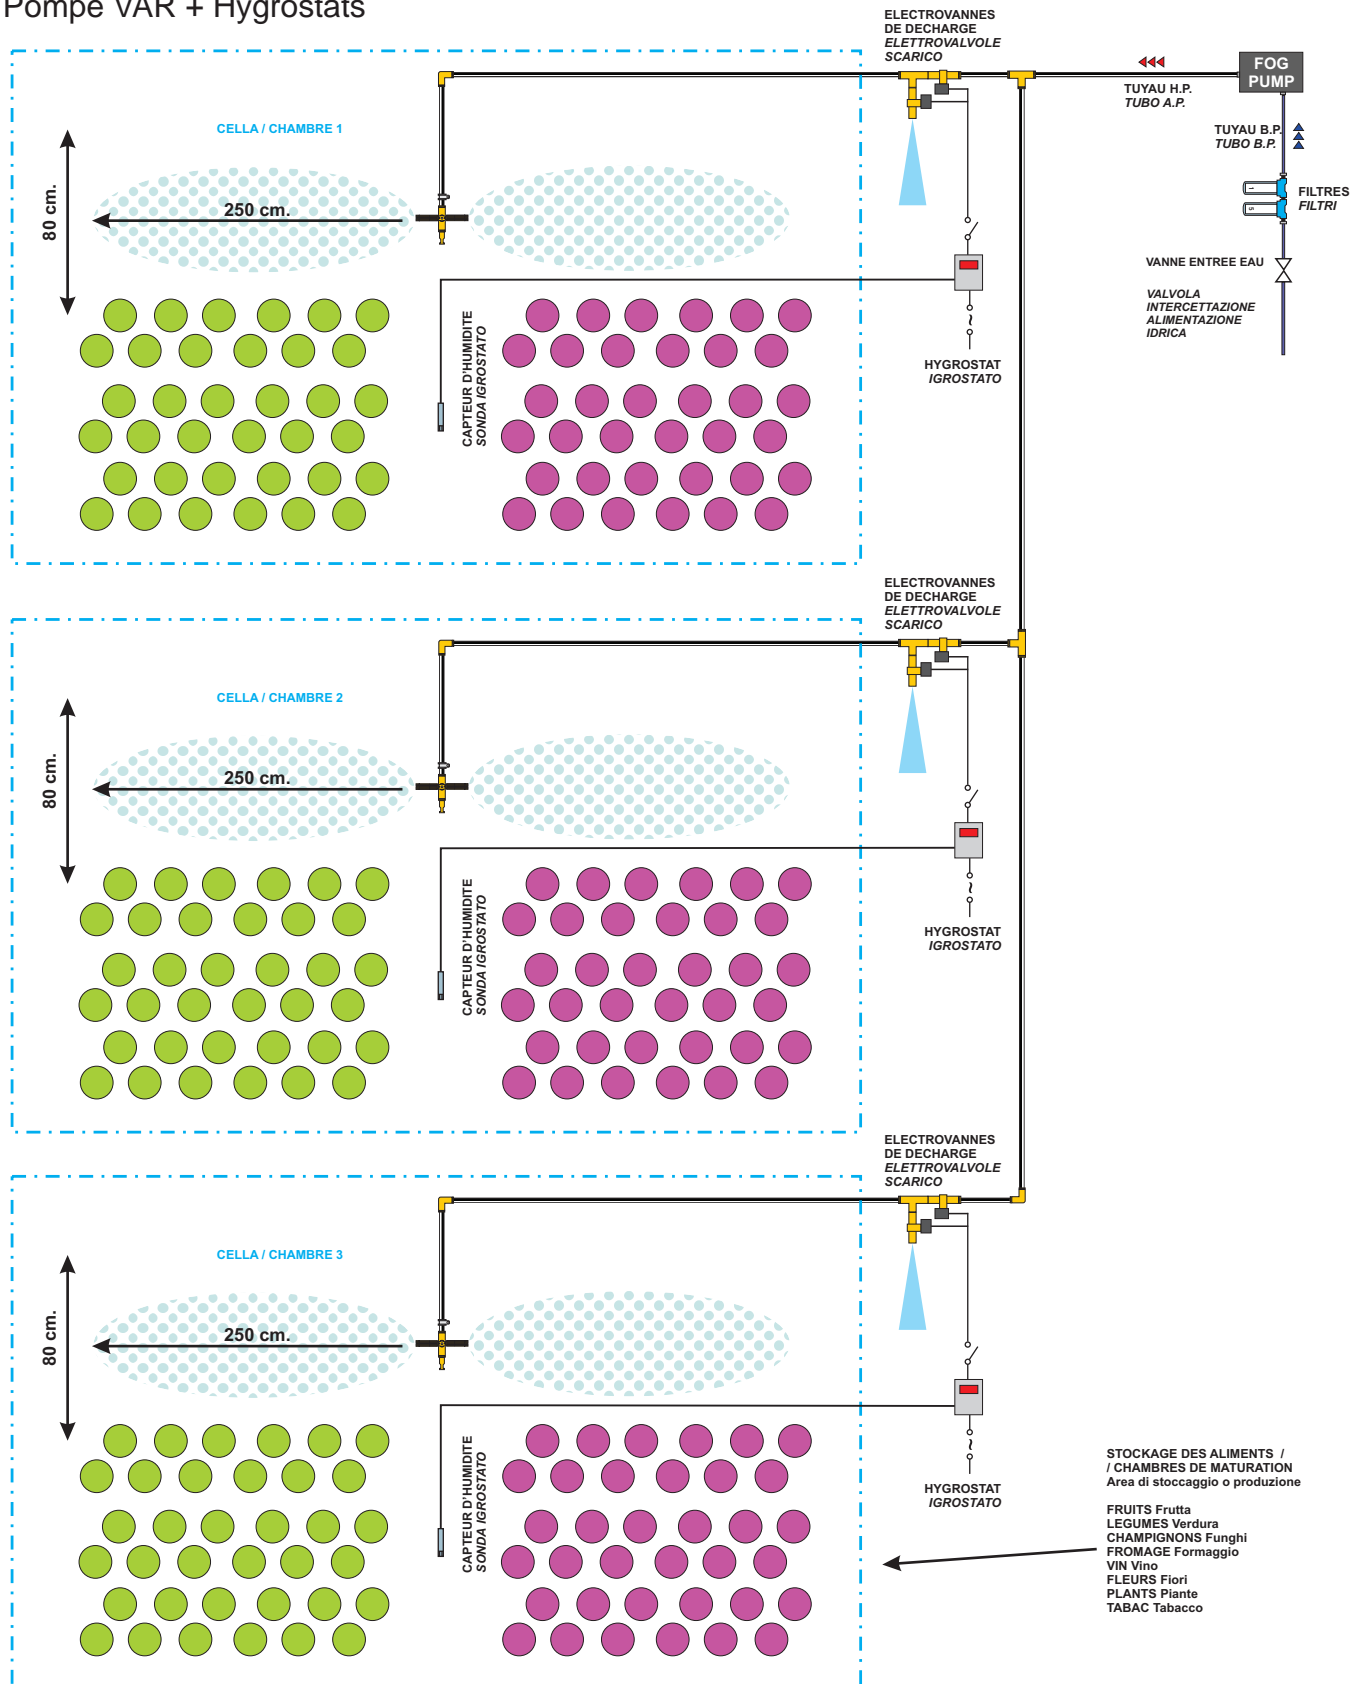 Pompe VAR + Hygrostats
ELECTROVANNES
DE DECHARGE
ELETTROVALVOLE
SCARICO
FOG
PUMP
TUYAU H.P.
TUBO A.P.
TUYAU B.P.
TUBO B.P.
CELLA / CHAMBRE 1
80 cm.
250 cm.
1
5
FILTRES
FILTRI
VANNE ENTREE EAU
VALVOLA
INTERCETTAZIONE
ALIMENTAZIONE
IDRICA
CAPTEUR D'HUMIDITE
SONDA IGROSTATO
HYGROSTAT
IGROSTATO
ELECTROVANNES
DE DECHARGE
ELETTROVALVOLE
SCARICO
CELLA / CHAMBRE 2
80 cm.
250 cm.
CAPTEUR D'HUMIDITE
SONDA IGROSTATO
HYGROSTAT
IGROSTATO
ELECTROVANNES
DE DECHARGE
ELETTROVALVOLE
SCARICO
CELLA / CHAMBRE 3
80 cm.
250 cm.
CAPTEUR D'HUMIDITE
SONDA IGROSTATO
HYGROSTAT
IGROSTATO
STOCKAGE DES ALIMENTS /
/ CHAMBRES DE MATURATION
Area di stoccaggio o produzione
FRUITS Frutta
LEGUMES Verdura
CHAMPIGNONS Funghi
FROMAGE Formaggio
VIN Vino
FLEURS Fiori
PLANTS Piante
TABAC Tabacco